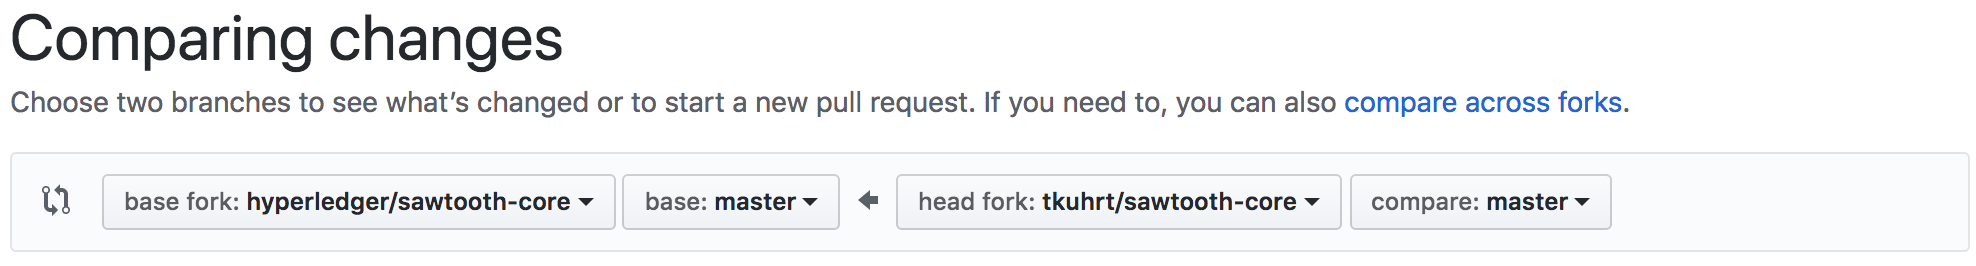 Comparing changes
Choose two branches to see what’s changed or to start a new pull request. If you need to, you can also compare across forks.
base fork: hyperledger/sawtooth-core base: master head fork: tkuhrt/sawtooth-core compare: master